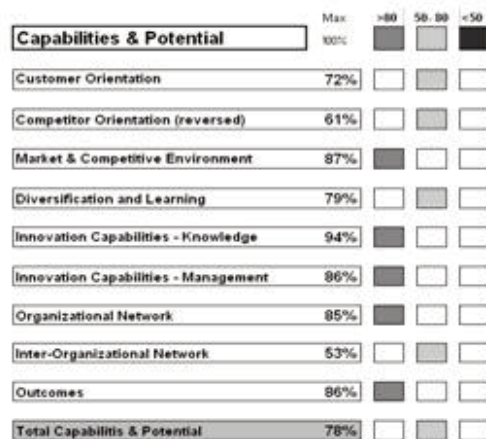 Max >80 50-80 <50
Capabilities & Potential 100%
Customer Orientation 72%
Competitor Orientation (reversed) 61%
Market & Competitive Environment 87%
Diversification and Learning 79%
Innovation Capabilities - Knowledge 94%
Innovation Capabilities - Management 86%
Organizational Network 85%
Inter-Organizational Network 53%
Outcomes 86%
Total Capabilitis & Potential 78%